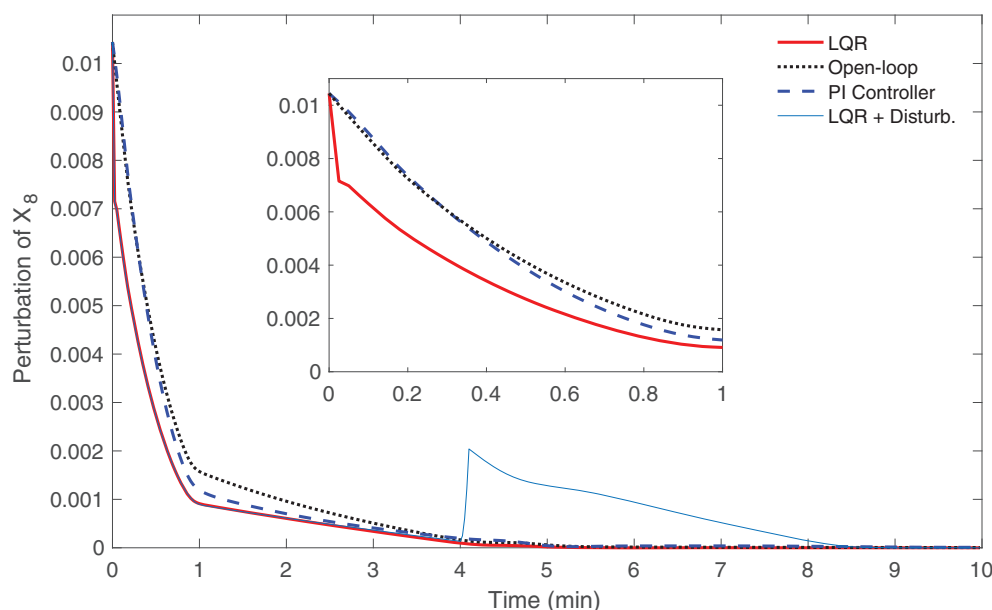 LQR
Open-loop
PI Controller
LQR + Disturb.
Perturbation of X8
0.01
0.009
0.008
0.007
0.006
0.005
0.004
0.003
0.002
0.001
0
0.01
0.008
0.006
0.004
0.002
0
0 0.2 0.4 0.6 0.8 1
0 1 2 3 4 5 6 7 8 9 10
Time (min)